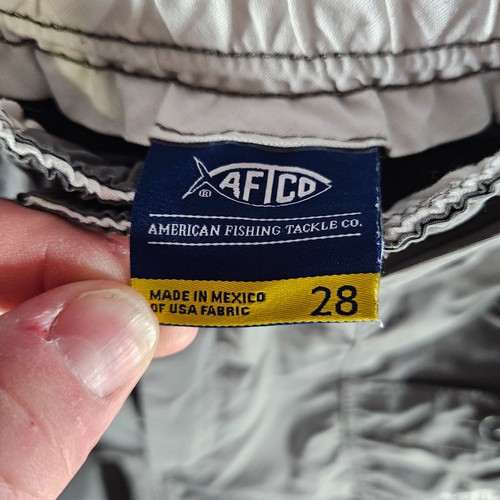 AFTCO
®
AMERICAN FISHING TACKLE CO.
MADE IN MEXICO
OF USA FABRIC
28